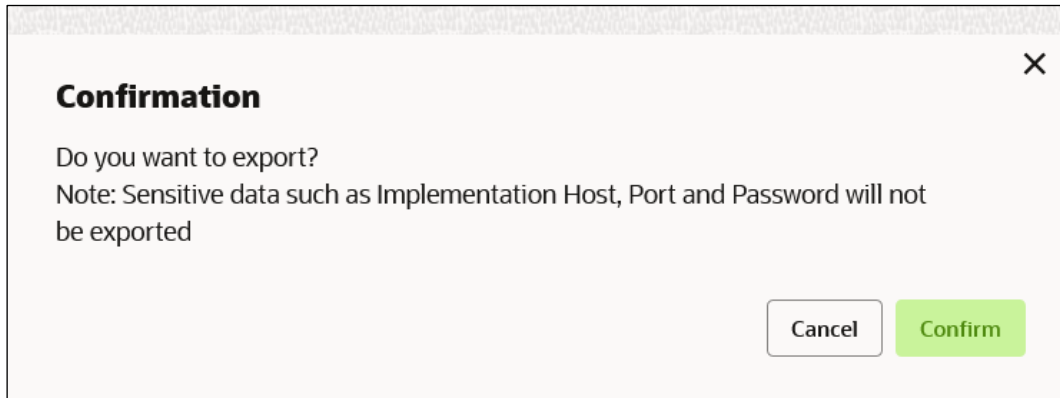 Confirmation
Do you want to export?
Note: Sensitive data such as Implementation Host, Port and Password will not
be exported
Cancel
Confirm